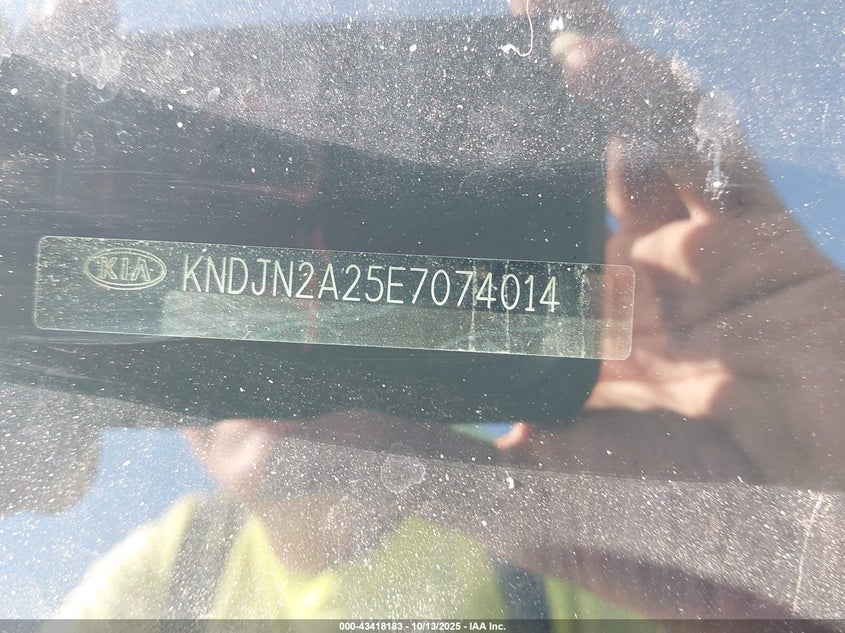 KIA KNDJN2A25E7074014
000-43418183 - 10/13/2025 - IAA Inc.